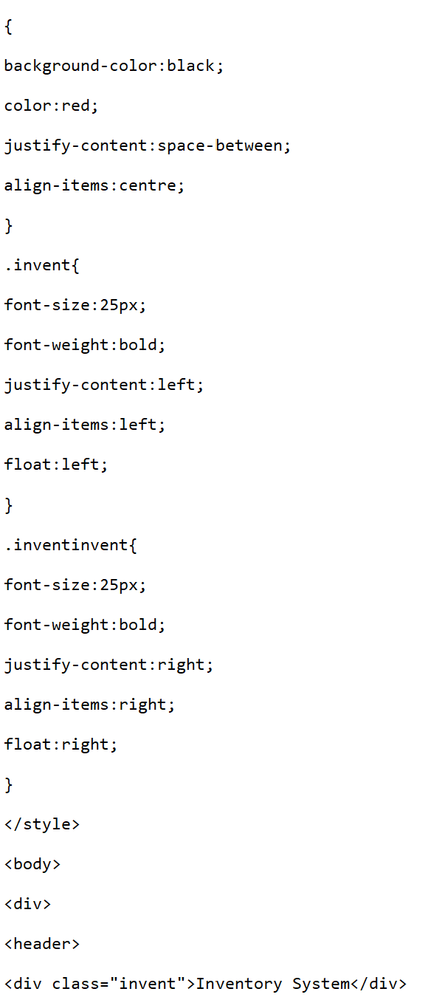 {
background-color:black;
color:red;
justify-content:space-between;
align-items:centre;
}
.invent{
font-size:25px;
font-weight:bold;
justify-content:left;
align-items:left;
float:left;
}
.inventinvent{
font-size:25px;
font-weight:bold;
justify-content:right;
align-items:right;
float:right;
}
</style>
<body>
<div>
<header>
<div class="invent">Inventory System</div>